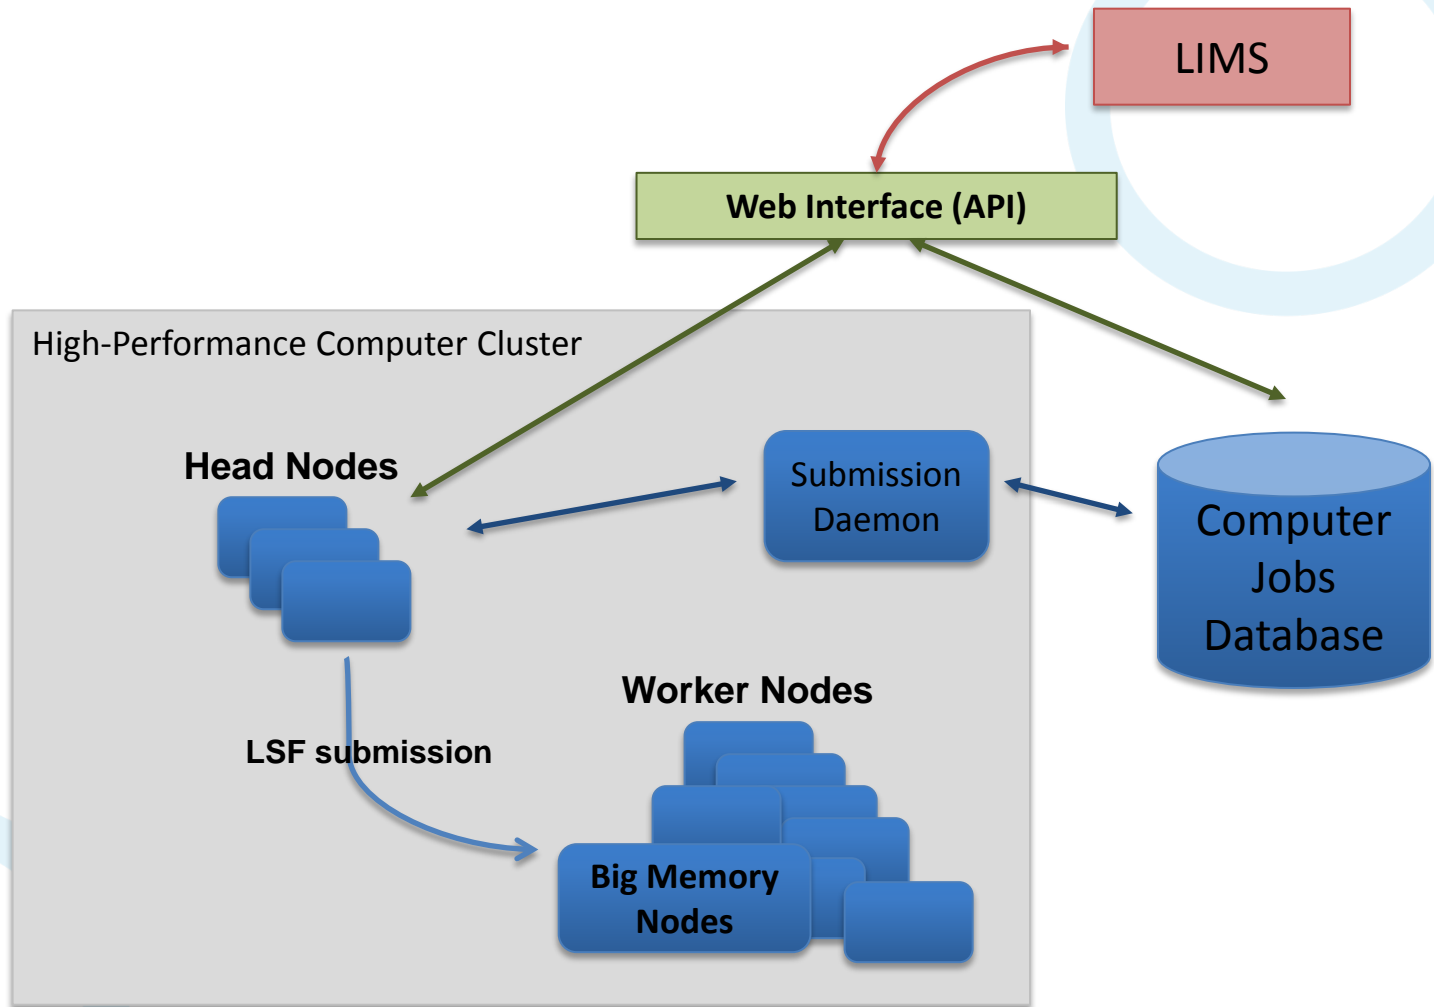 LIMS
Web Interface (API)
High-Performance Computer Cluster
Head Nodes
Submission
Daemon
Computer
Jobs
Database
Worker Nodes
LSF submission
Big Memory
Nodes